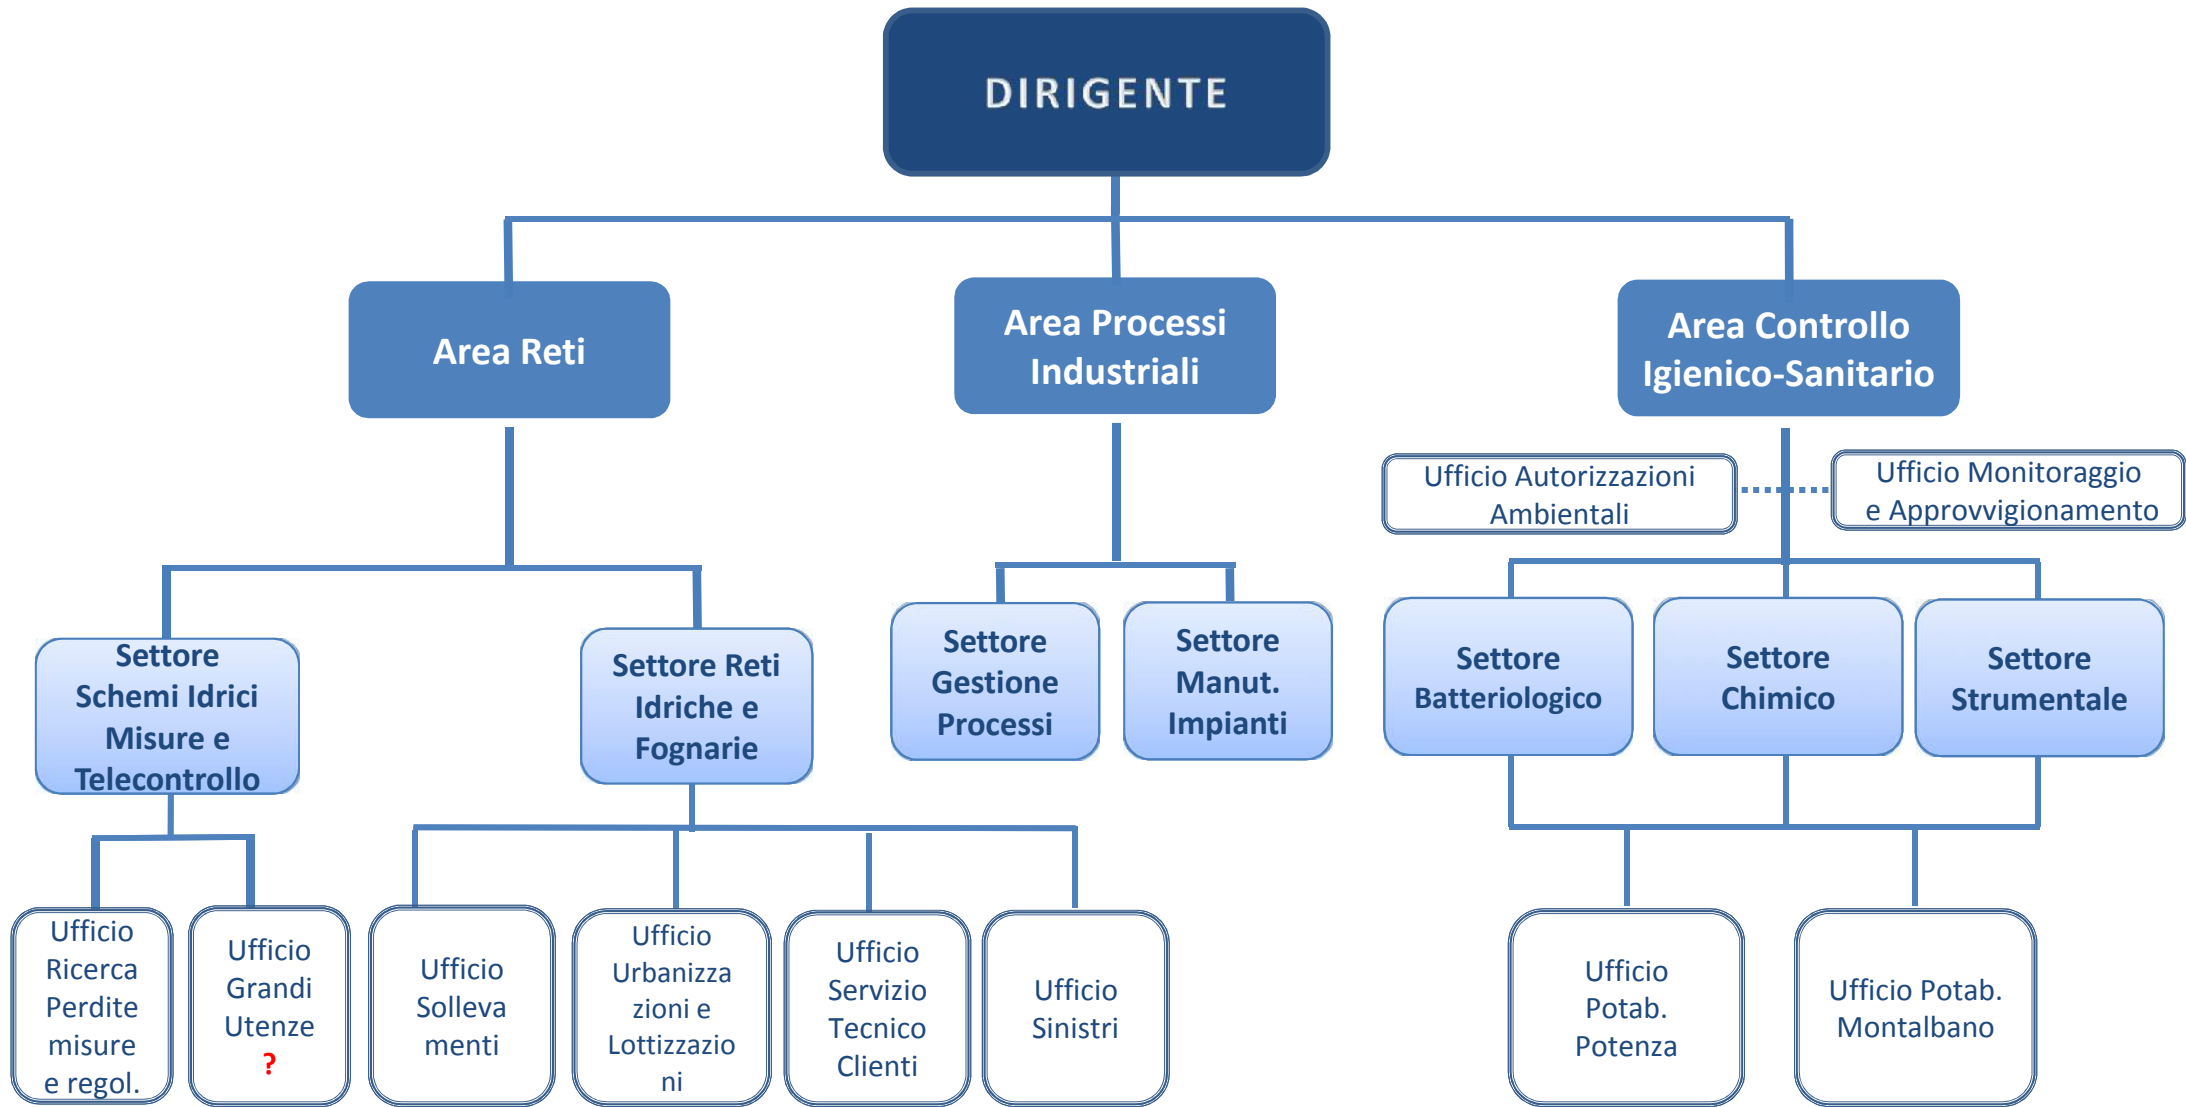 DIRIGENTE
Area Reti
Area Processi
Industriali
Area Controllo
Igienico-Sanitario
Ufficio Autorizzazioni
Ambientali
Ufficio Monitoraggio
e Approvvigionamento
Settore
Schemi Idrici
Misure e
Telecontrollo
Settore Reti
Idriche e
Fognarie
Settore
Gestione
Processi
Settore
Manut.
Impianti
Settore
Batteriologico
Settore
Chimico
Settore
Strumentale
Ufficio
Ricerca
Perdite
misure
e regol.
Ufficio
Grandi
Utenze
?
Ufficio
Solleva
menti
Ufficio
Urbanizza
zioni e
Lottizzazio
ni
Ufficio
Servizio
Tecnico
Clienti
Ufficio
Sinistri
Ufficio
Potab.
Potenza
Ufficio Potab.
Montalbano